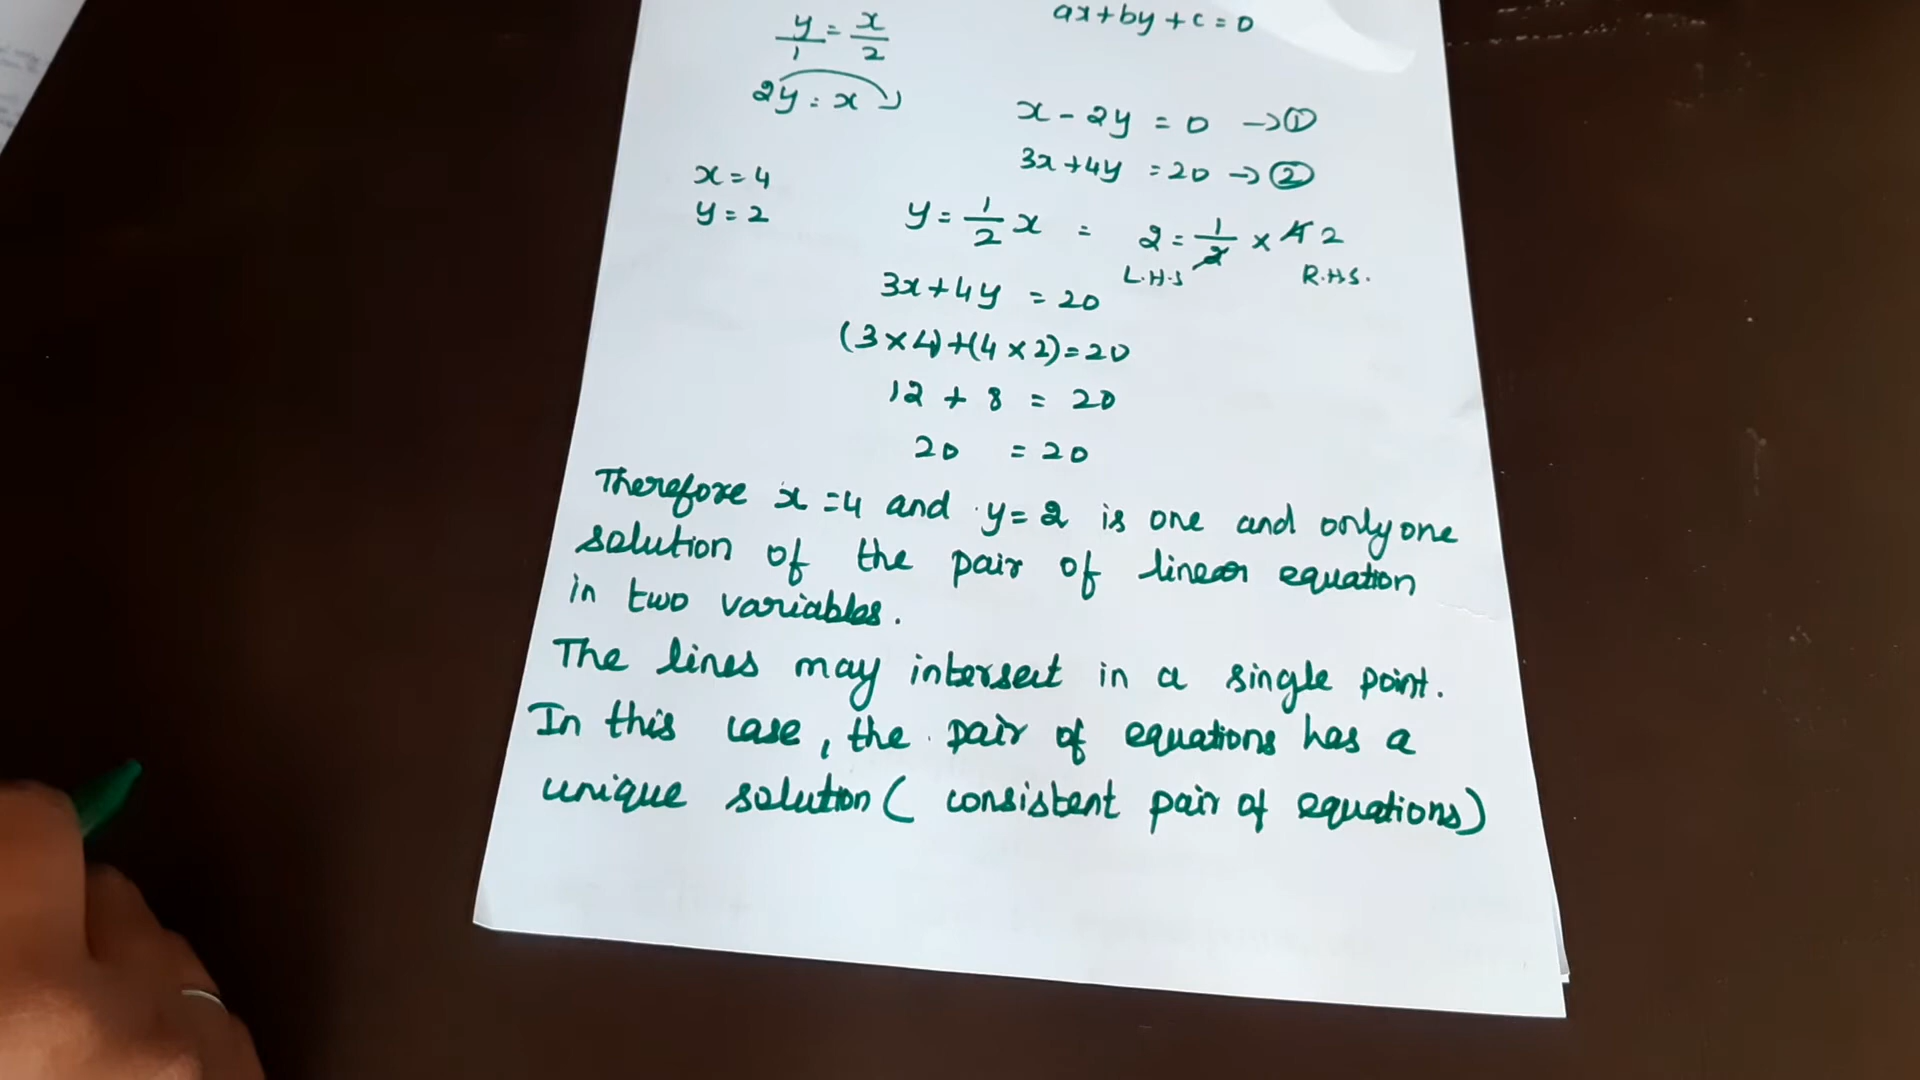 y/1 = x/2
ax+by+c=0
2y = x
x - 2y = 0 → ①
3x+4y = 20 → ②
x = 4
y = 2
y = 1/2 x = 2 = 1/2 × 4 2
L.H.S R.H.S.
3x+4y = 20
(3×4)+(4×2)=20
12 + 8 = 20
20 = 20
Therefore x=4 and y=2 is one and only one
solution of the pair of linear equation
in two variables.
The lines may intersect in a single point.
In this case, the pair of equations has a
unique solution ( consistent pair of equations)